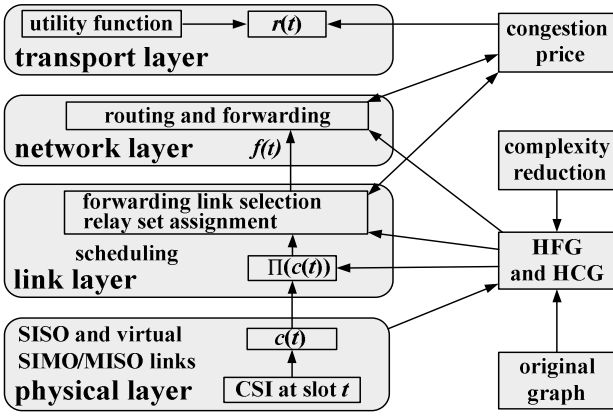 utility function
r(t)
transport layer
congestion
price
routing and forwarding
network layer
f(t)
complexity
reduction
forwarding link selection
relay set assignment
scheduling
link layer
Π(c(t))
HFG
and HCG
SISO and virtual
SIMO/MISO links
c(t)
physical layer
CSI at slot t
original
graph